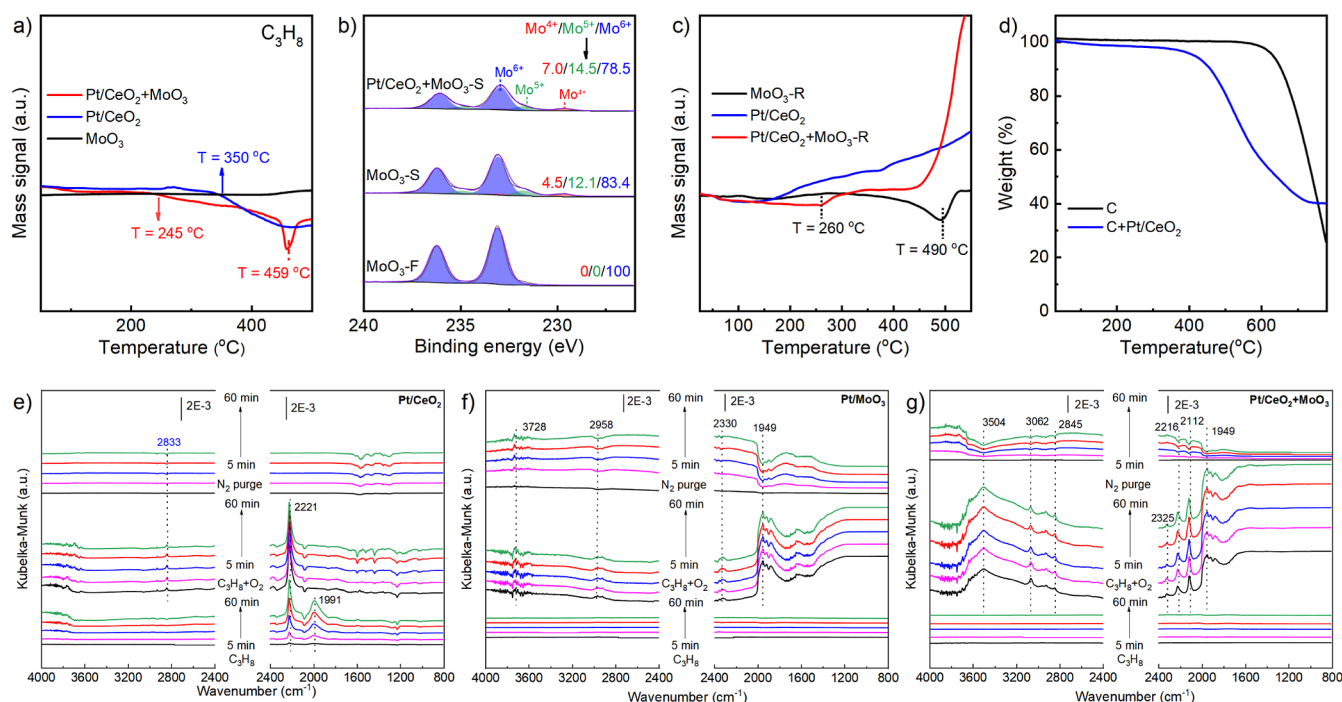 a)
C₃H₈
Pt/CeO₂+MoO₃
Pt/CeO₂
MoO₃
T = 350 °C
T = 245 °C
T = 459 °C
200
400
Temperature (°C)
Mass signal (a.u.)
b)
Mo⁴⁺/Mo⁵⁺/Mo⁶⁺
7.0/14.5/78.5
Mo⁶⁺
Mo⁵⁺
Mo⁴⁺
Pt/CeO₂+MoO₃-S
MoO₃-S
4.5/12.1/83.4
MoO₃-F
0/0/100
240
235
230
Binding energy (eV)
c)
MoO₃-R
Pt/CeO₂
Pt/CeO₂+MoO₃-R
T = 260 °C
T = 490 °C
100
200
300
400
500
Temperature (°C)
Mass signal (a.u.)
d)
100
80
60
40
20
0
C
C+Pt/CeO₂
200
400
600
Temperature(°C)
Weight (%)
e)
2E-3
60 min
2E-3
Pt/CeO₂
2833
5 min
N₂ purge
60 min
2221
5 min
C₃H₈+O₂
60 min
1991
5 min
C₃H₈
4000
3600
3200
2800
2400
2400
2000
1600
1200
800
Wavenumber (cm⁻¹)
Kubelka-Munk (a.u.)
f)
2E-3
60 min
2E-3
Pt/MoO₃
3728
2958
2330
1949
5 min
N₂ purge
60 min
5 min
C₃H₈+O₂
60 min
5 min
C₃H₈
4000
3600
3200
2800
2400
2400
2000
1600
1200
800
Wavenumber (cm⁻¹)
Kubelka-Munk (a.u.)
g)
2E-3
60 min
2E-3
Pt/CeO₂+MoO₃
3504
3062
2845
2216
2112
1949
5 min
N₂ purge
60 min
2325
5 min
C₃H₈+O₂
60 min
5 min
C₃H₈
4000
3600
3200
2800
2400
2400
2000
1600
1200
800
Wavenumber (cm⁻¹)
Kubelka-Munk (a.u.)